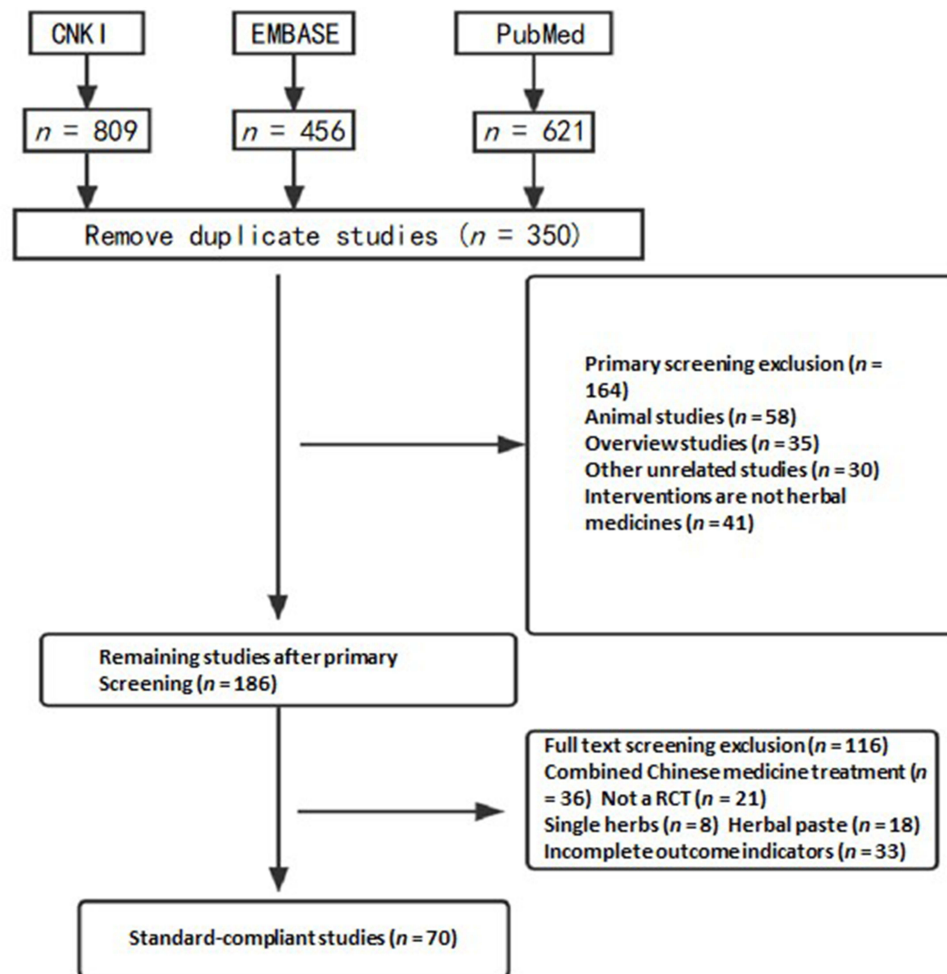 CNKI
EMBASE
PubMed
n = 809
n = 456
n = 621
Remove duplicate studies (n = 350)
Primary screening exclusion (n =
164)
Animal studies (n = 58)
Overview studies (n = 35)
Other unrelated studies (n = 30)
Interventions are not herbal
medicines (n = 41)
Remaining studies after primary
Screening (n = 186)
Full text screening exclusion (n = 116)
Combined Chinese medicine treatment (n
= 36) Not a RCT (n = 21)
Single herbs (n = 8) Herbal paste (n = 18)
Incomplete outcome indicators (n = 33)
Standard-compliant studies (n = 70)